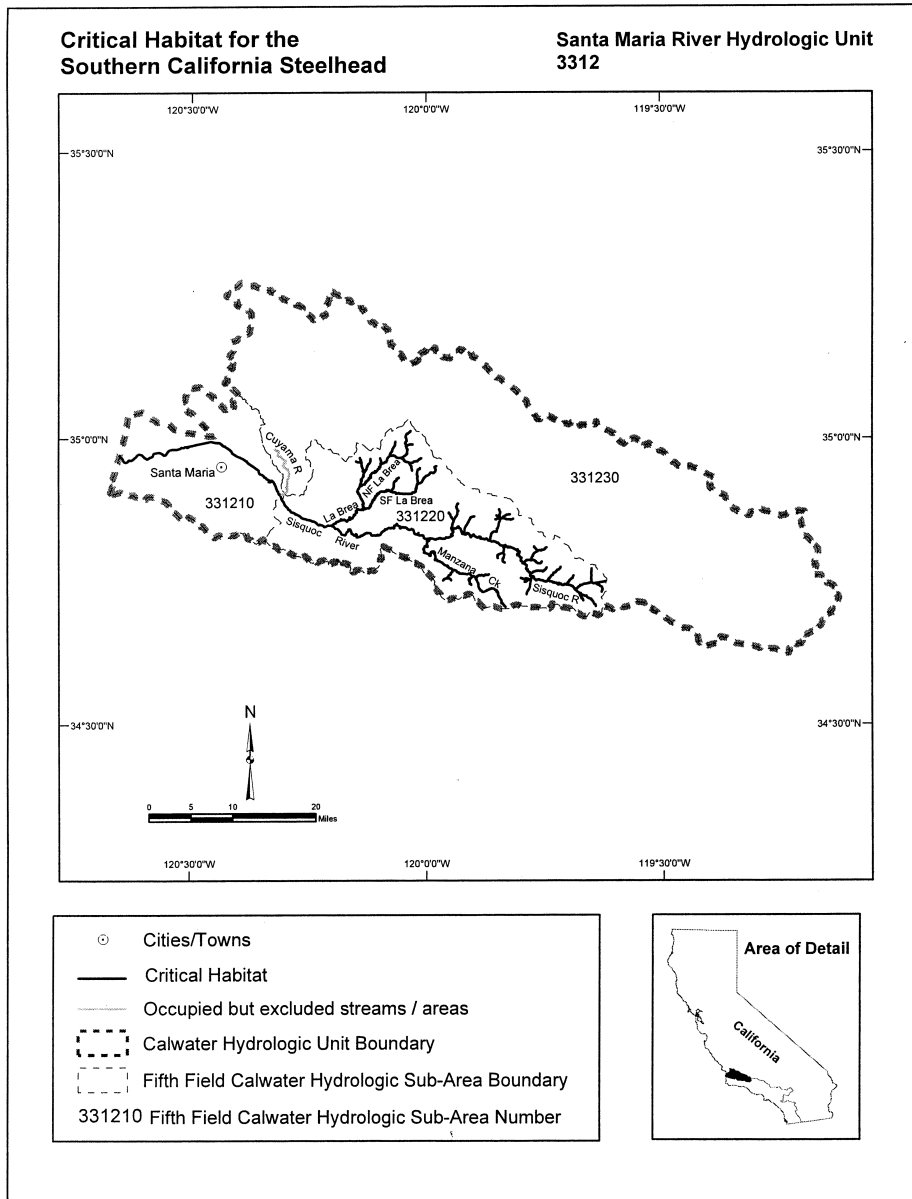 Critical Habitat for the
Southern California Steelhead
Santa Maria River Hydrologic Unit
3312
120°30'0"W
120°0'0"W
119°30'0"W
35°30'0"N
35°30'0"N
35°0'0"N
35°0'0"N
Cuyama R
Santa Maria
331210
NF La Brea
SF La Brea
La Brea
331220
331230
Sisquoc
River
Manzana
Ck
Sisquoc R
34°30'0"N
34°30'0"N
N
0 5 10 20
Miles
120°30'0"W
120°0'0"W
119°30'0"W
Cities/Towns
Critical Habitat
Occupied but excluded streams / areas
Calwater Hydrologic Unit Boundary
Fifth Field Calwater Hydrologic Sub-Area Boundary
331210 Fifth Field Calwater Hydrologic Sub-Area Number
Area of Detail
California